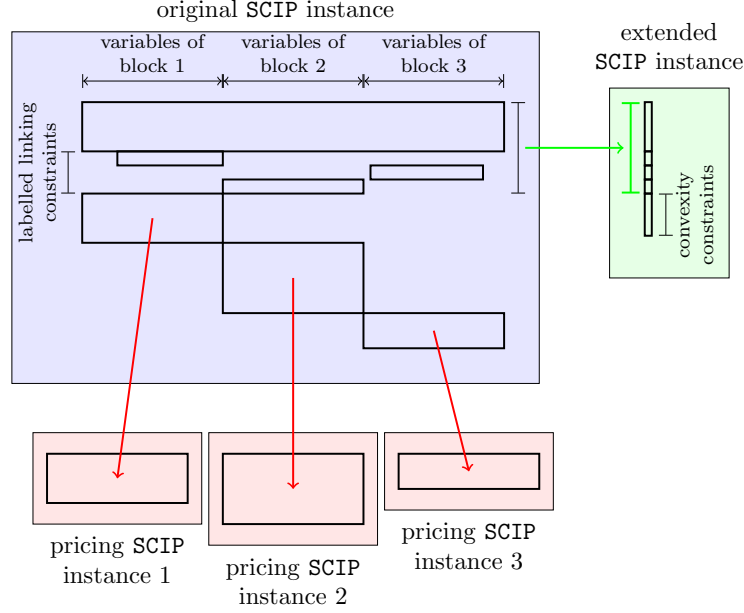 original SCIP instance
variables of
block 1
variables of
block 2
variables of
block 3
extended
SCIP instance
labelled linking
constraints
convexity
constraints
pricing SCIP
instance 1
pricing SCIP
instance 2
pricing SCIP
instance 3